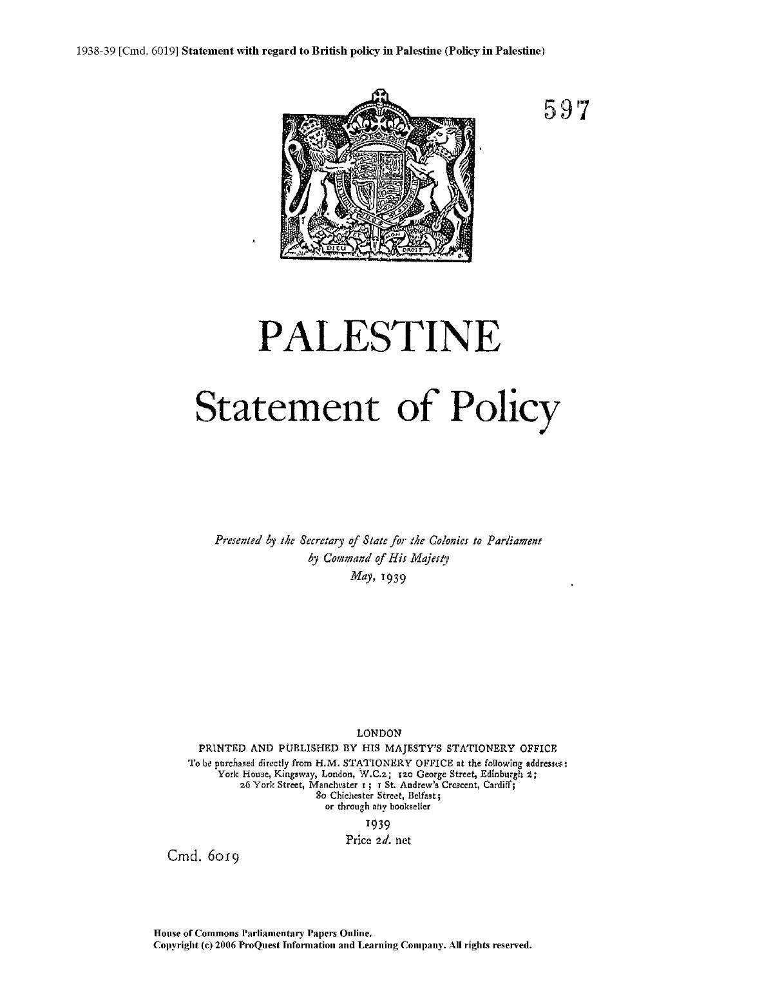 1938-39 [Cmd. 6019] Statement with regard to British policy in Palestine (Policy in Palestine)
597
ET MON
DIEU DROIT
PALESTINE
Statement of Policy
Presented by the Secretary of State for the Colonies to Parliament
by Command of His Majesty
May, 1939
LONDON
PRINTED AND PUBLISHED BY HIS MAJESTY'S STATIONERY OFFICE
To be purchased directly from H.M. STATIONERY OFFICE at the following addresses:
York House, Kingsway, London, W.C.2; 120 George Street, Edinburgh 2;
26 York Street, Manchester 1; 1 St. Andrew's Crescent, Cardiff;
80 Chichester Street, Belfast;
or through any bookseller
1939
Price 2d. net
Cmd. 6019
House of Commons Parliamentary Papers Online.
Copyright (c) 2006 ProQuest Information and Learning Company. All rights reserved.